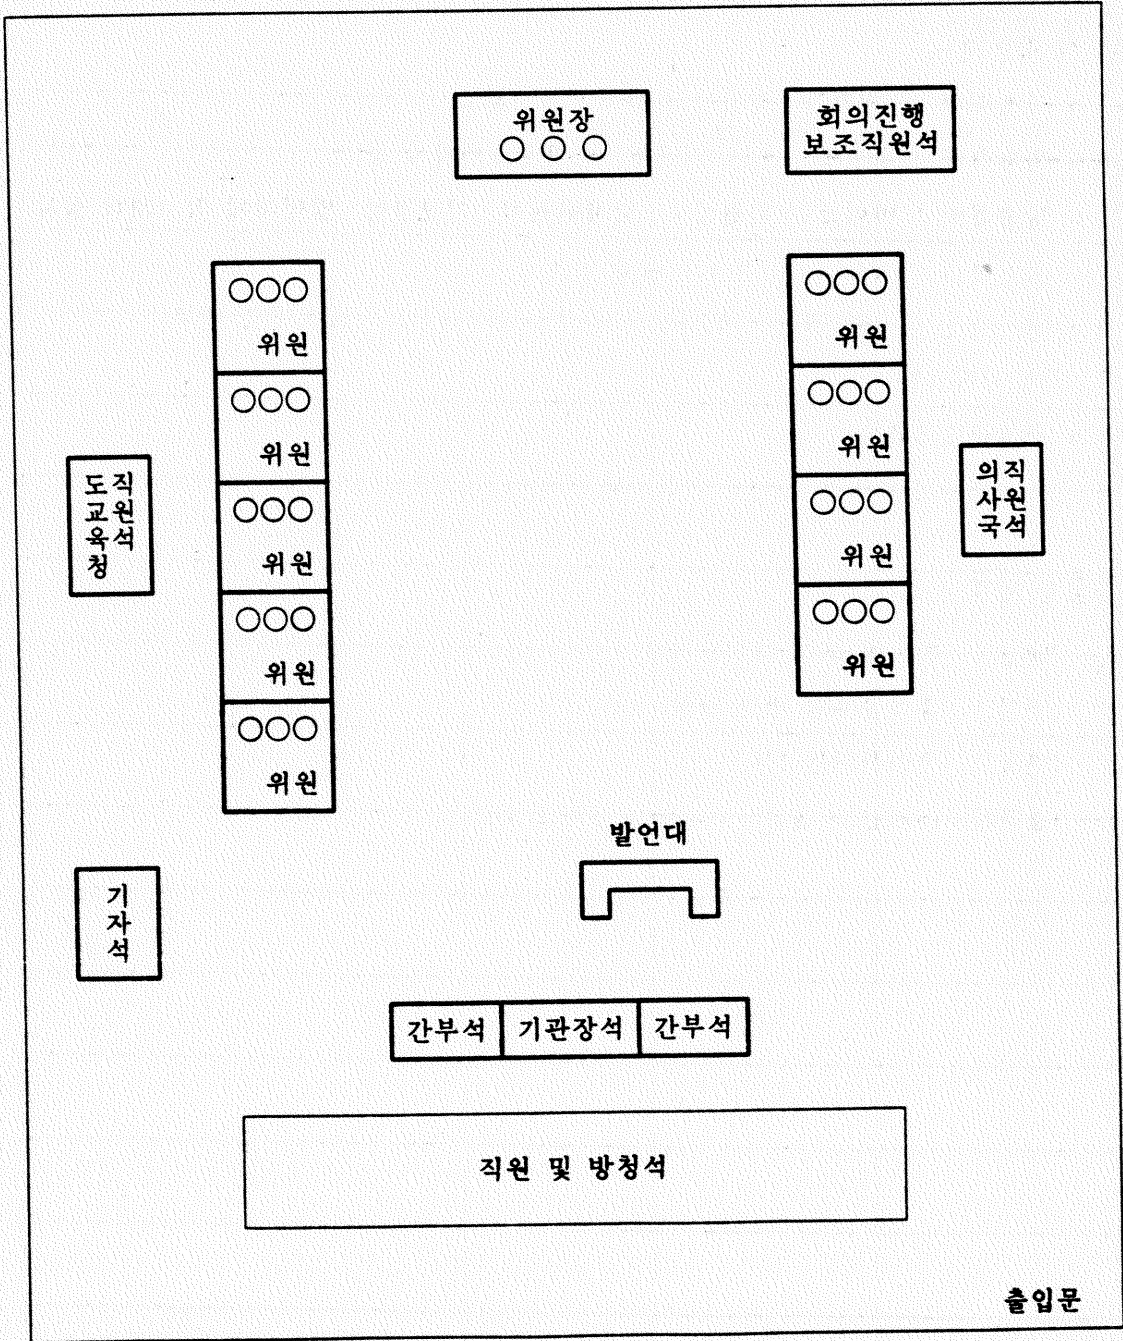 위원장
○ ○ ○
회의진행
보조직원석
○○○
위원
○○○
위원
○○○
위원
○○○
위원
○○○
위원
○○○
위원
○○○
위원
○○○
위원
○○○
위원
도교육청
직원석
의사국
직원석
발언대
기자석
간부석 기관장석 간부석
직원 및 방청석
출입문